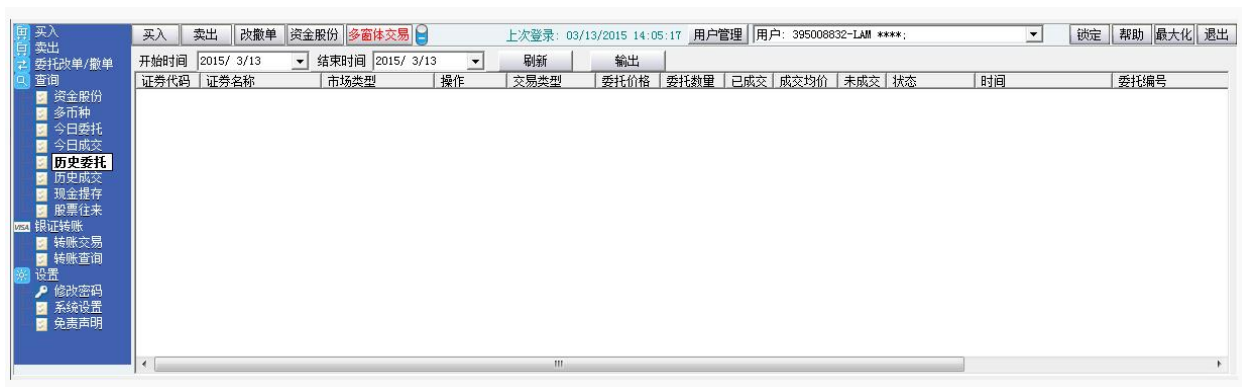 买入 卖出 改撤单 资金股份 多窗体交易 上次登录: 03/13/2015 14:05:17 用户管理 用户: 395008832-LAM ****; 锁定 帮助 最大化 退出
开始时间 2015/ 3/13 结束时间 2015/ 3/13 刷新 输出
证券代码 证券名称 市场类型 操作 交易类型 委托价格 委托数量 已成交 成交均价 未成交 状态 时间 委托编号
买入
卖出
委托改单/撤单
查询
资金股份
多币种
今日委托
今日成交
历史委托
历史成交
现金提存
股票往来
VISA 银证转账
转账交易
转账查询
设置
修改密码
系统设置
免责声明